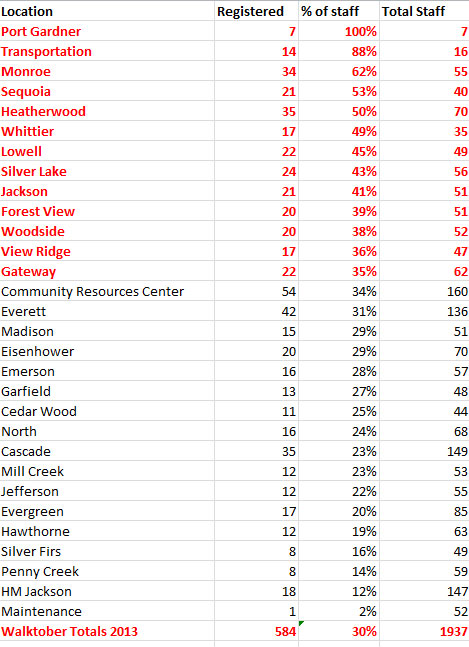 Location Registered % of staff Total Staff
Port Gardner 7 100% 7
Transportation 14 88% 16
Monroe 34 62% 55
Sequoia 21 53% 40
Heatherwood 35 50% 70
Whittier 17 49% 35
Lowell 22 45% 49
Silver Lake 24 43% 56
Jackson 21 41% 51
Forest View 20 39% 51
Woodside 20 38% 52
View Ridge 17 36% 47
Gateway 22 35% 62
Community Resources Center 54 34% 160
Everett 42 31% 136
Madison 15 29% 51
Eisenhower 20 29% 70
Emerson 16 28% 57
Garfield 13 27% 48
Cedar Wood 11 25% 44
North 16 24% 68
Cascade 35 23% 149
Mill Creek 12 23% 53
Jefferson 12 22% 55
Evergreen 17 20% 85
Hawthorne 12 19% 63
Silver Firs 8 16% 49
Penny Creek 8 14% 59
HM Jackson 18 12% 147
Maintenance 1 2% 52
Walktober Totals 2013 584 30% 1937